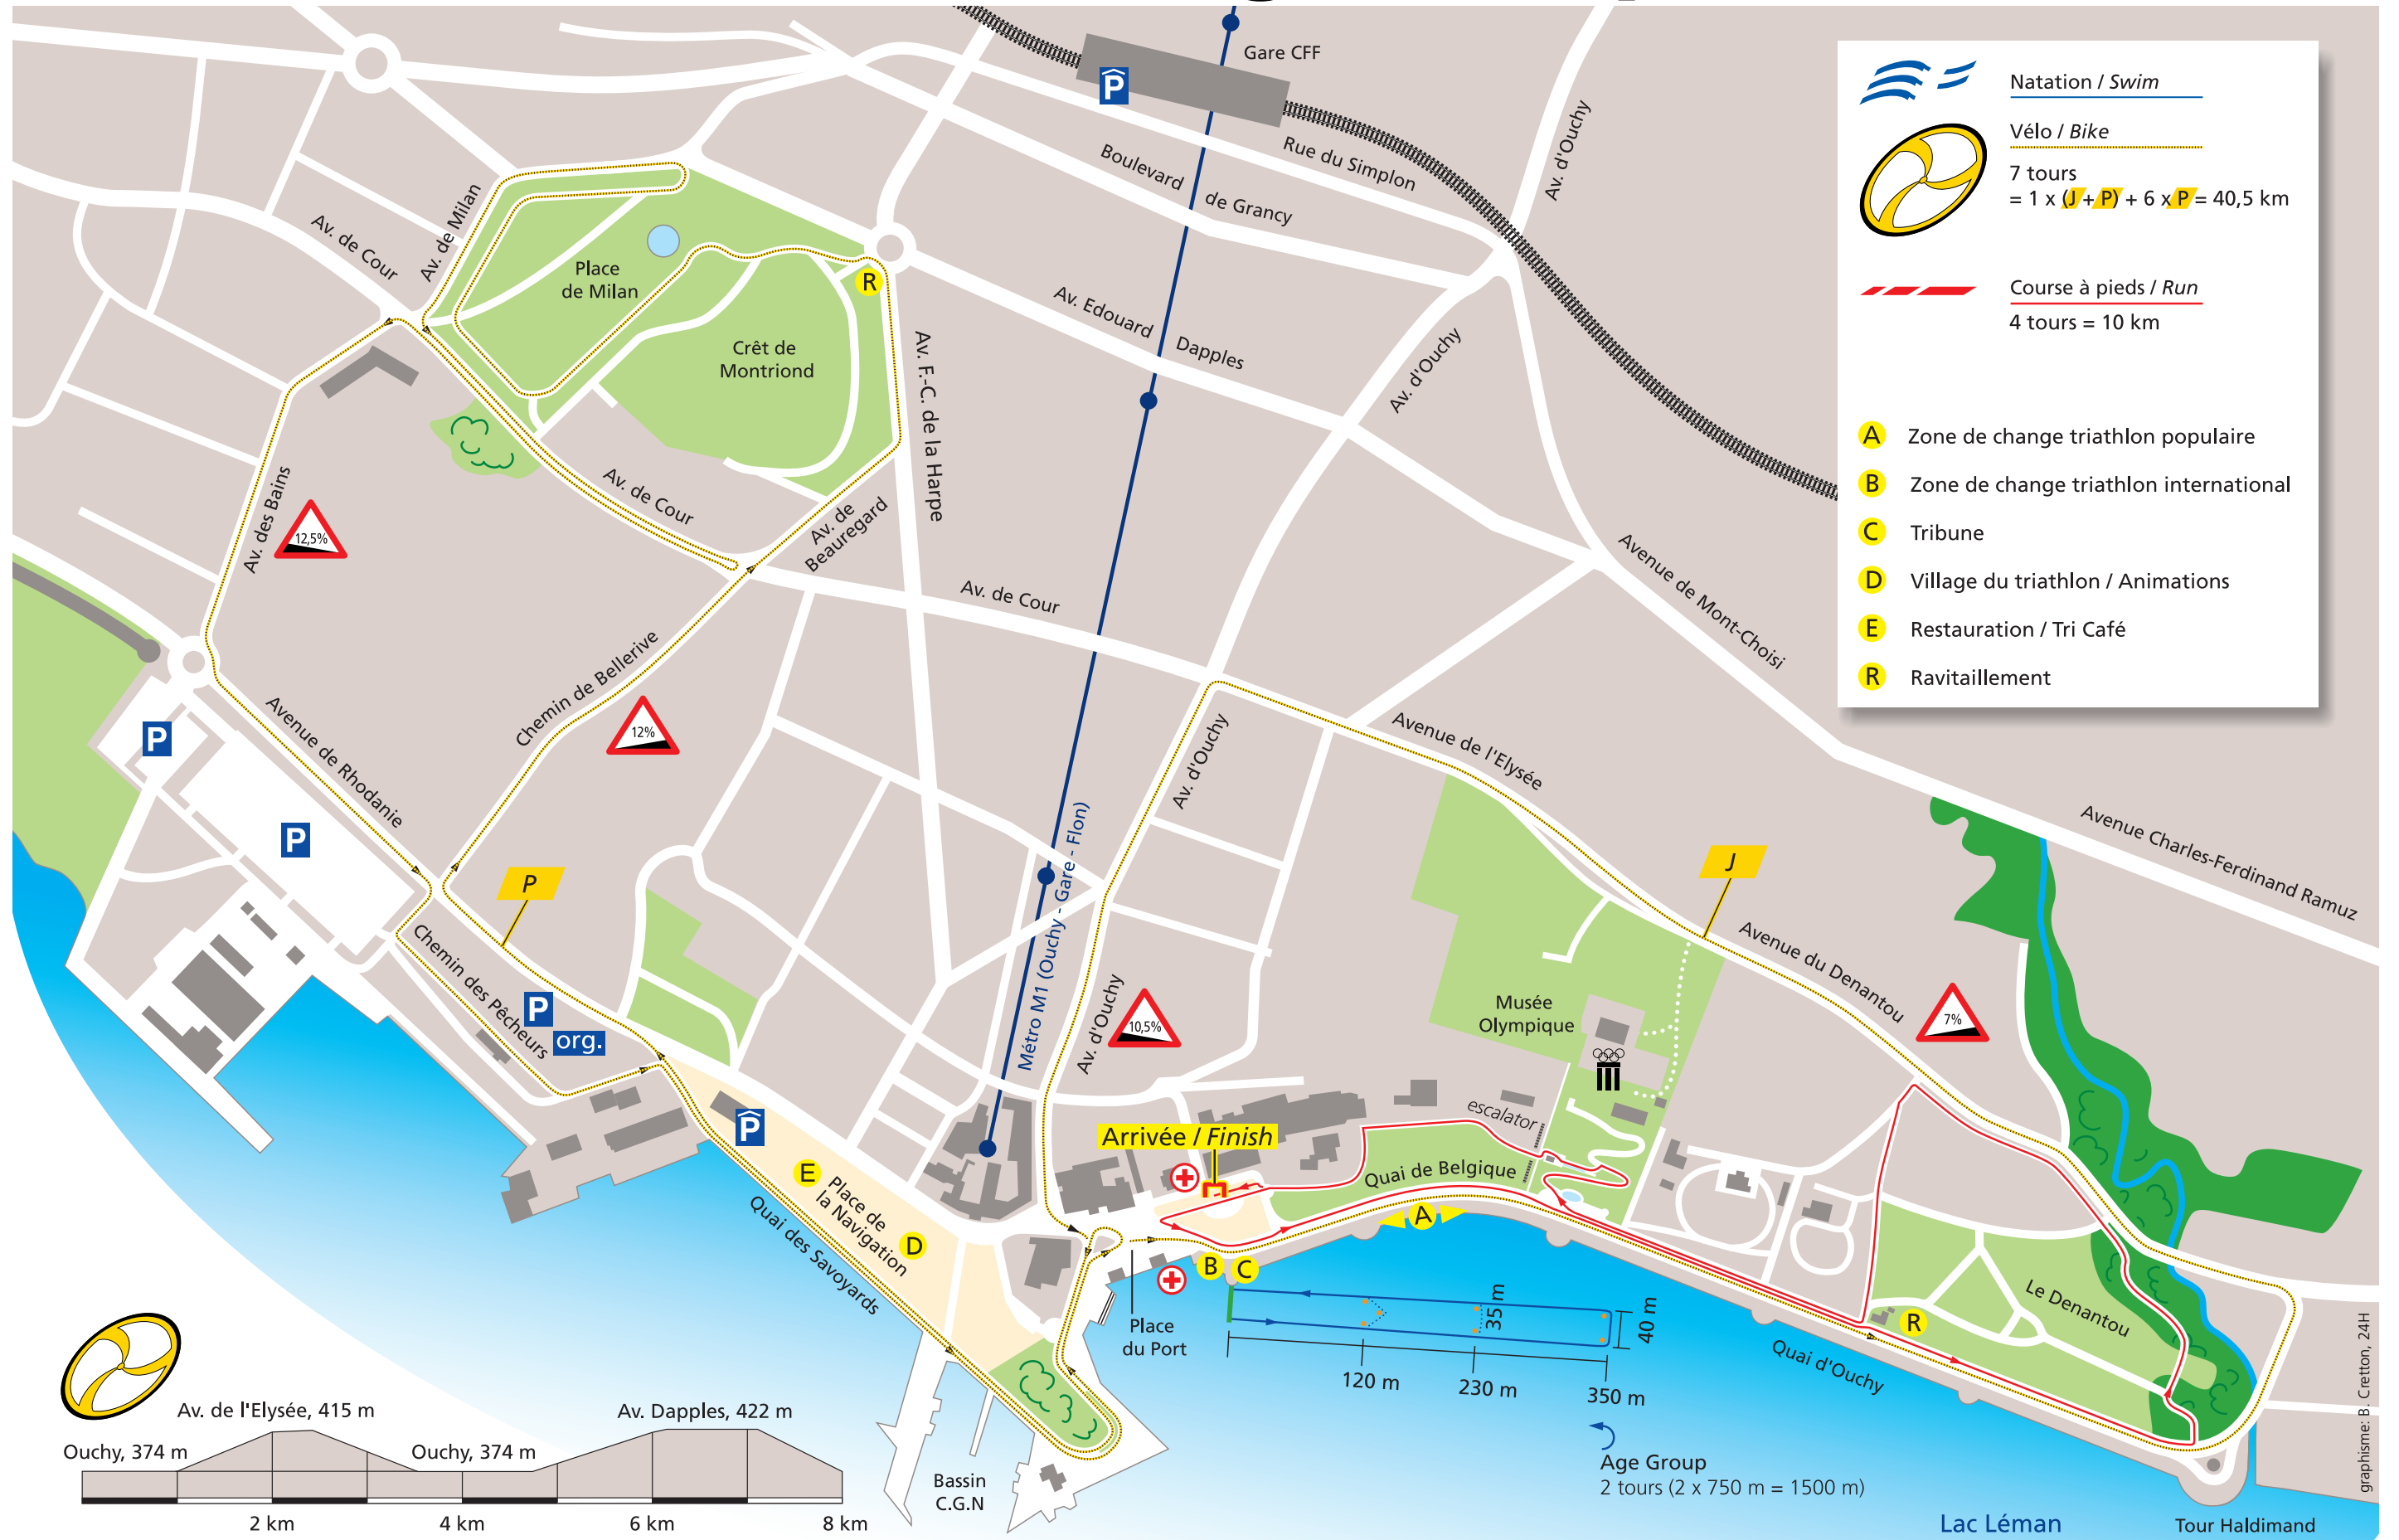 Gare CFF
P
Rue du Simplon
Boulevard de Grancy
Av. d'Ouchy
Av. de Milan
Av. de Cour
Place
de Milan
R
Crêt de
Montriond
Av. F.-C. de la Harpe
Av. Edouard Dapples
Av. d'Ouchy
Natation / Swim
Vélo / Bike
7 tours
= 1 x (J + P) + 6 x P = 40,5 km
Course à pieds / Run
4 tours = 10 km
A Zone de change triathlon populaire
B Zone de change triathlon international
C Tribune
D Village du triathlon / Animations
E Restauration / Tri Café
R Ravitaillement
Av. des Bains
12,5%
Av. de Cour
Av. de
Beauregard
Av. de Cour
Avenue de Mont-Choisi
Chemin de Bellerive
12%
Avenue de Rhodanie
P
P
Av. d'Ouchy
Avenue de l'Elysée
Avenue Charles-Ferdinand Ramuz
P
J
Métro M1 (Ouchy - Gare - Flon)
Avenue du Denantou
7%
Chemin des Pêcheurs
P
org.
Av. d'Ouchy
10,5%
Musée
Olympique
escalator
P
Arrivée / Finish
Quai de Belgique
E
Place de
la Navigation
D
Quai des Savoyards
A
B
C
R
Le Denantou
Quai d'Ouchy
Place
du Port
35 m
40 m
120 m
230 m
350 m
Age Group
2 tours (2 x 750 m = 1500 m)
Bassin
C.G.N
Lac Léman
Tour Haldimand
graphisme: B. Cretton, 24H
Av. de l'Elysée, 415 m
Av. Dapples, 422 m
Ouchy, 374 m
Ouchy, 374 m
2 km
4 km
6 km
8 km